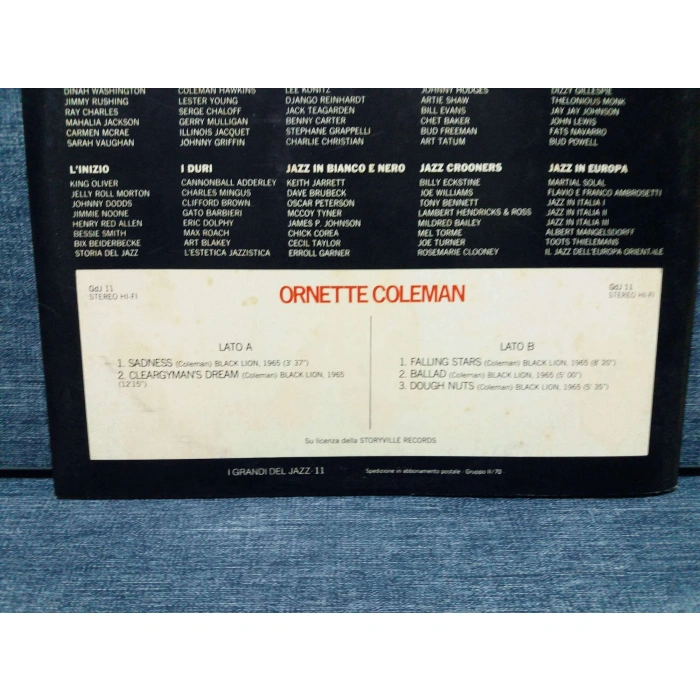 DINAH WASHINGTON COLEMAN HAWKINS LEE KONITZ JOHNNY HODGES DIZZY GILLESPIE
JIMMY RUSHING LESTER YOUNG DJANGO REINHARDT ARTIE SHAW THELONIOUS MONK
RAY CHARLES SERGE CHALOFF JACK TEAGARDEN BILL EVANS JAY JAY JOHNSON
MAHALIA JACKSON GERRY MULLIGAN BENNY CARTER CHET BAKER JOHN LEWIS
CARMEN MCRAE ILLINOIS JACQUET STEPHANE GRAPPELLI BUD FREEMAN FATS NAVARRO
SARAH VAUGHAN JOHNNY GRIFFIN CHARLIE CHRISTIAN ART TATUM BUD POWELL
L'INIZIO I DURI JAZZ IN BIANCO E NERO JAZZ CROONERS JAZZ IN EUROPA
KING OLIVER CANNONBALL ADDERLEY KEITH JARRETT BILLY ECKSTINE MARTIAL SOLAL
JELLY ROLL MORTON CHARLES MINGUS DAVE BRUBECK JOE WILLIAMS FLAVIO E FRANCO AMBROSETTI
JOHNNY DODDS CLIFFORD BROWN OSCAR PETERSON TONY BENNETT JAZZ IN ITALIA I
JIMMIE NOONE GATO BARBIERI MCCOY TYNER LAMBERT HENDRICKS & ROSS JAZZ IN ITALIA II
HENRY RED ALLEN ERIC DOLPHY JAMES P. JOHNSON MILDRED BAILEY JAZZ IN ITALIA III
BESSIE SMITH MAX ROACH CHICK COREA MEL TORME ALBERT MANGELSDORFF
BIX BEIDERBECKE ART BLAKEY CECIL TAYLOR JOE TURNER TOOTS THIELEMANS
STORIA DEL JAZZ L'ESTETICA JAZZISTICA ERROLL GARNER ROSEMARIE CLOONEY IL JAZZ DELL'EUROPA ORIENTALE
GdJ 11 ORNETTE COLEMAN GdJ 11
STEREO HI-FI STEREO HI-FI
LATO A LATO B
1. SADNESS (Coleman) BLACK LION, 1965 (3' 37") 1. FALLING STARS (Coleman) BLACK LION, 1965 (8' 20")
2. CLEARGYMAN'S DREAM (Coleman) BLACK LION, 1965 2. BALLAD (Coleman) BLACK LION, 1965 (5' 00")
(12'15") 3. DOUGH NUTS (Coleman) BLACK LION, 1965 (5' 35")
Su licenza della STORYVILLE RECORDS
I GRANDI DEL JAZZ-11 Spedizione in abbonamento postale - Gruppo II/70